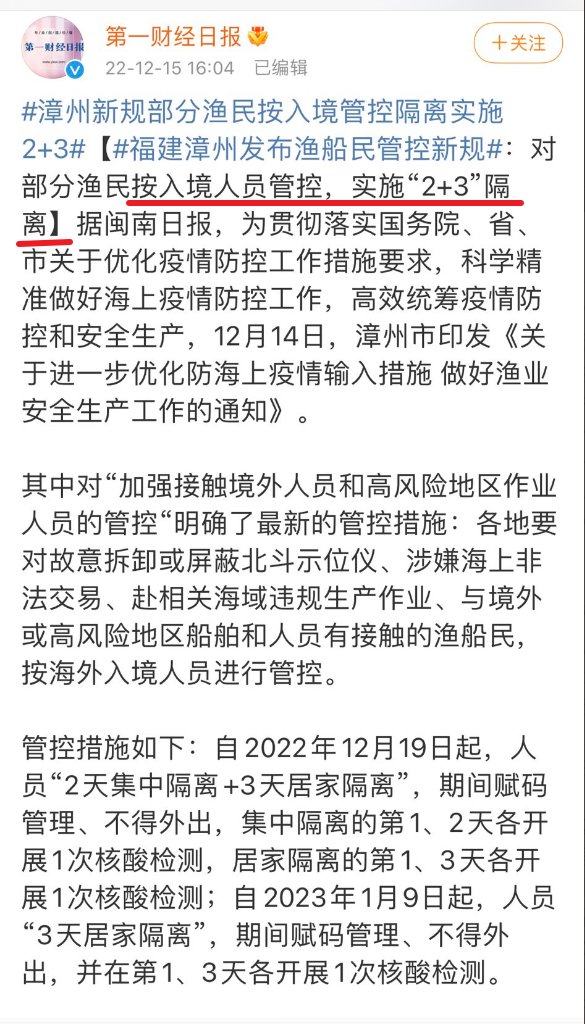 第一财经日报
22-12-15 16:04 已编辑
＋关注
#漳州新规部分渔民按入境管控隔离实施
2+3#【#福建漳州发布渔船民管控新规#：对
部分渔民按入境人员管控，实施“2+3”隔
离】据闽南日报，为贯彻落实国务院、省、
市关于优化疫情防控工作措施要求，科学精
准做好海上疫情防控工作，高效统筹疫情防
控和安全生产，12月14日，漳州市印发《关
于进一步优化防海上疫情输入措施 做好渔业
安全生产工作的通知》。
其中对“加强接触境外人员和高风险地区作业
人员的管控“明确了最新的管控措施：各地要
对故意拆卸或屏蔽北斗示位仪、涉嫌海上非
法交易、赴相关海域违规生产作业、与境外
或高风险地区船舶和人员有接触的渔船民，
按海外入境人员进行管控。
管控措施如下：自2022年12月19日起，人
员“2天集中隔离+3天居家隔离”，期间赋码
管理、不得外出，集中隔离的第1、2天各开
展1次核酸检测，居家隔离的第1、3天各开
展1次核酸检测；自2023年1月9日起，人员
“3天居家隔离”，期间赋码管理、不得外
出，并在第1、3天各开展1次核酸检测。